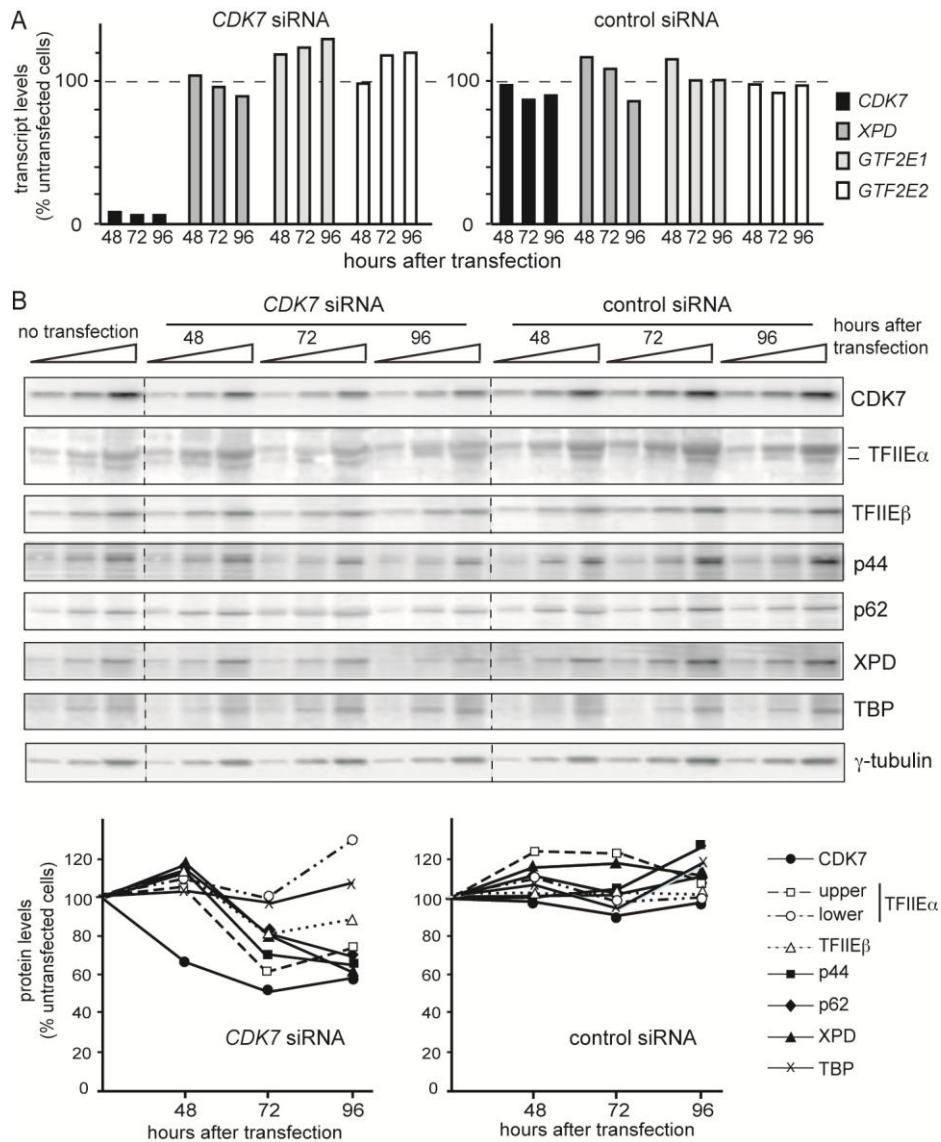 A
CDK7 siRNA
control siRNA
transcript levels
(% untransfected cells)
100
0
48 72 96 48 72 96 48 72 96 48 72 96
100
0
48 72 96 48 72 96 48 72 96 48 72 96
hours after transfection
CDK7
XPD
GTF2E1
GTF2E2
B
CDK7 siRNA
control siRNA
no transfection
48
72
96
48
72
96
hours after
transfection
CDK7
TFIIEα
TFIIEβ
p44
p62
XPD
TBP
γ-tubulin
protein levels
(% untransfected cells)
120
100
80
60
40
20
0
CDK7 siRNA
48 72 96
hours after transfection
120
100
80
60
40
20
0
control siRNA
48 72 96
hours after transfection
CDK7
upper
lower
TFIIEα
TFIIEβ
p44
p62
XPD
TBP